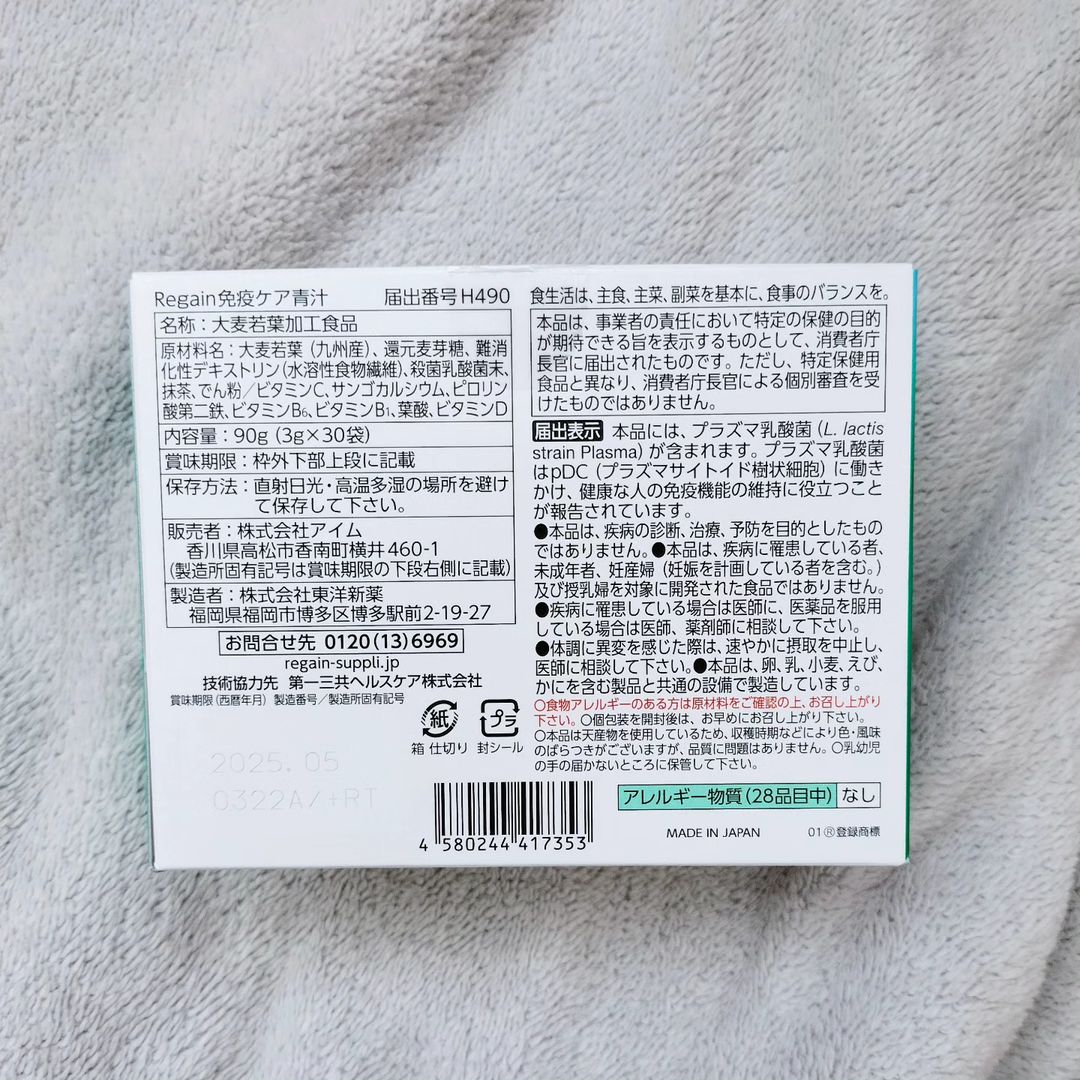 Regain免疫ケア青汁 届出番号H490
名称：大麦若葉加工食品
原材料名：大麦若葉（九州産）、還元麦芽糖、難消
化性デキストリン（水溶性食物繊維）、殺菌乳酸菌末、
抹茶、でん粉／ビタミンC、サンゴカルシウム、ピロリン
酸第二鉄、ビタミンB6、ビタミンB1、葉酸、ビタミンD
内容量：90g（3g×30袋）
賞味期限：枠外下部上段に記載
保存方法：直射日光・高温多湿の場所を避け
て保存して下さい。
販売者：株式会社アイム
香川県高松市香南町横井460-1
（製造所固有記号は賞味期限の下段右側に記載）
製造者：株式会社東洋新薬
福岡県福岡市博多区博多駅前2-19-27
お問合せ先 0120(13)6969
regain-suppli.jp
技術協力先 第一三共ヘルスケア株式会社
賞味期限（西暦年月）製造番号／製造所固有記号
2025.05
0322A/+RT
紙
箱 仕切り
プラ
封シール
4 580244 417353
食生活は、主食、主菜、副菜を基本に、食事のバランスを。
本品は、事業者の責任において特定の保健の目的
が期待できる旨を表示するものとして、消費者庁
長官に届出されたものです。ただし、特定保健用
食品と異なり、消費者庁長官による個別審査を受
けたものではありません。
届出表示 本品には、プラズマ乳酸菌（L. lactis
strain Plasma）が含まれます。プラズマ乳酸菌
はpDC（プラズマサイトイド樹状細胞）に働き
かけ、健康な人の免疫機能の維持に役立つこと
が報告されています。
●本品は、疾病の診断、治療、予防を目的としたもの
ではありません。●本品は、疾病に罹患している者、
未成年者、妊産婦（妊娠を計画している者を含む。）
及び授乳婦を対象に開発された食品ではありません。
●疾病に罹患している場合は医師に、医薬品を服用
している場合は医師、薬剤師に相談して下さい。
●体調に異変を感じた際は、速やかに摂取を中止し、
医師に相談して下さい。●本品は、卵、乳、小麦、えび、
かにを含む製品と共通の設備で製造しています。
○食物アレルギーのある方は原材料をご確認の上、お召し上がり
下さい。○個包装を開封後は、お早めにお召し上がり下さい。
○本品は天産物を使用しているため、収穫時期などにより色・風味
のばらつきがございますが、品質に問題はありません。○乳幼児
の手の届かないところに保管して下さい。
アレルギー物質（28品目中） なし
MADE IN JAPAN 01 ®登録商標